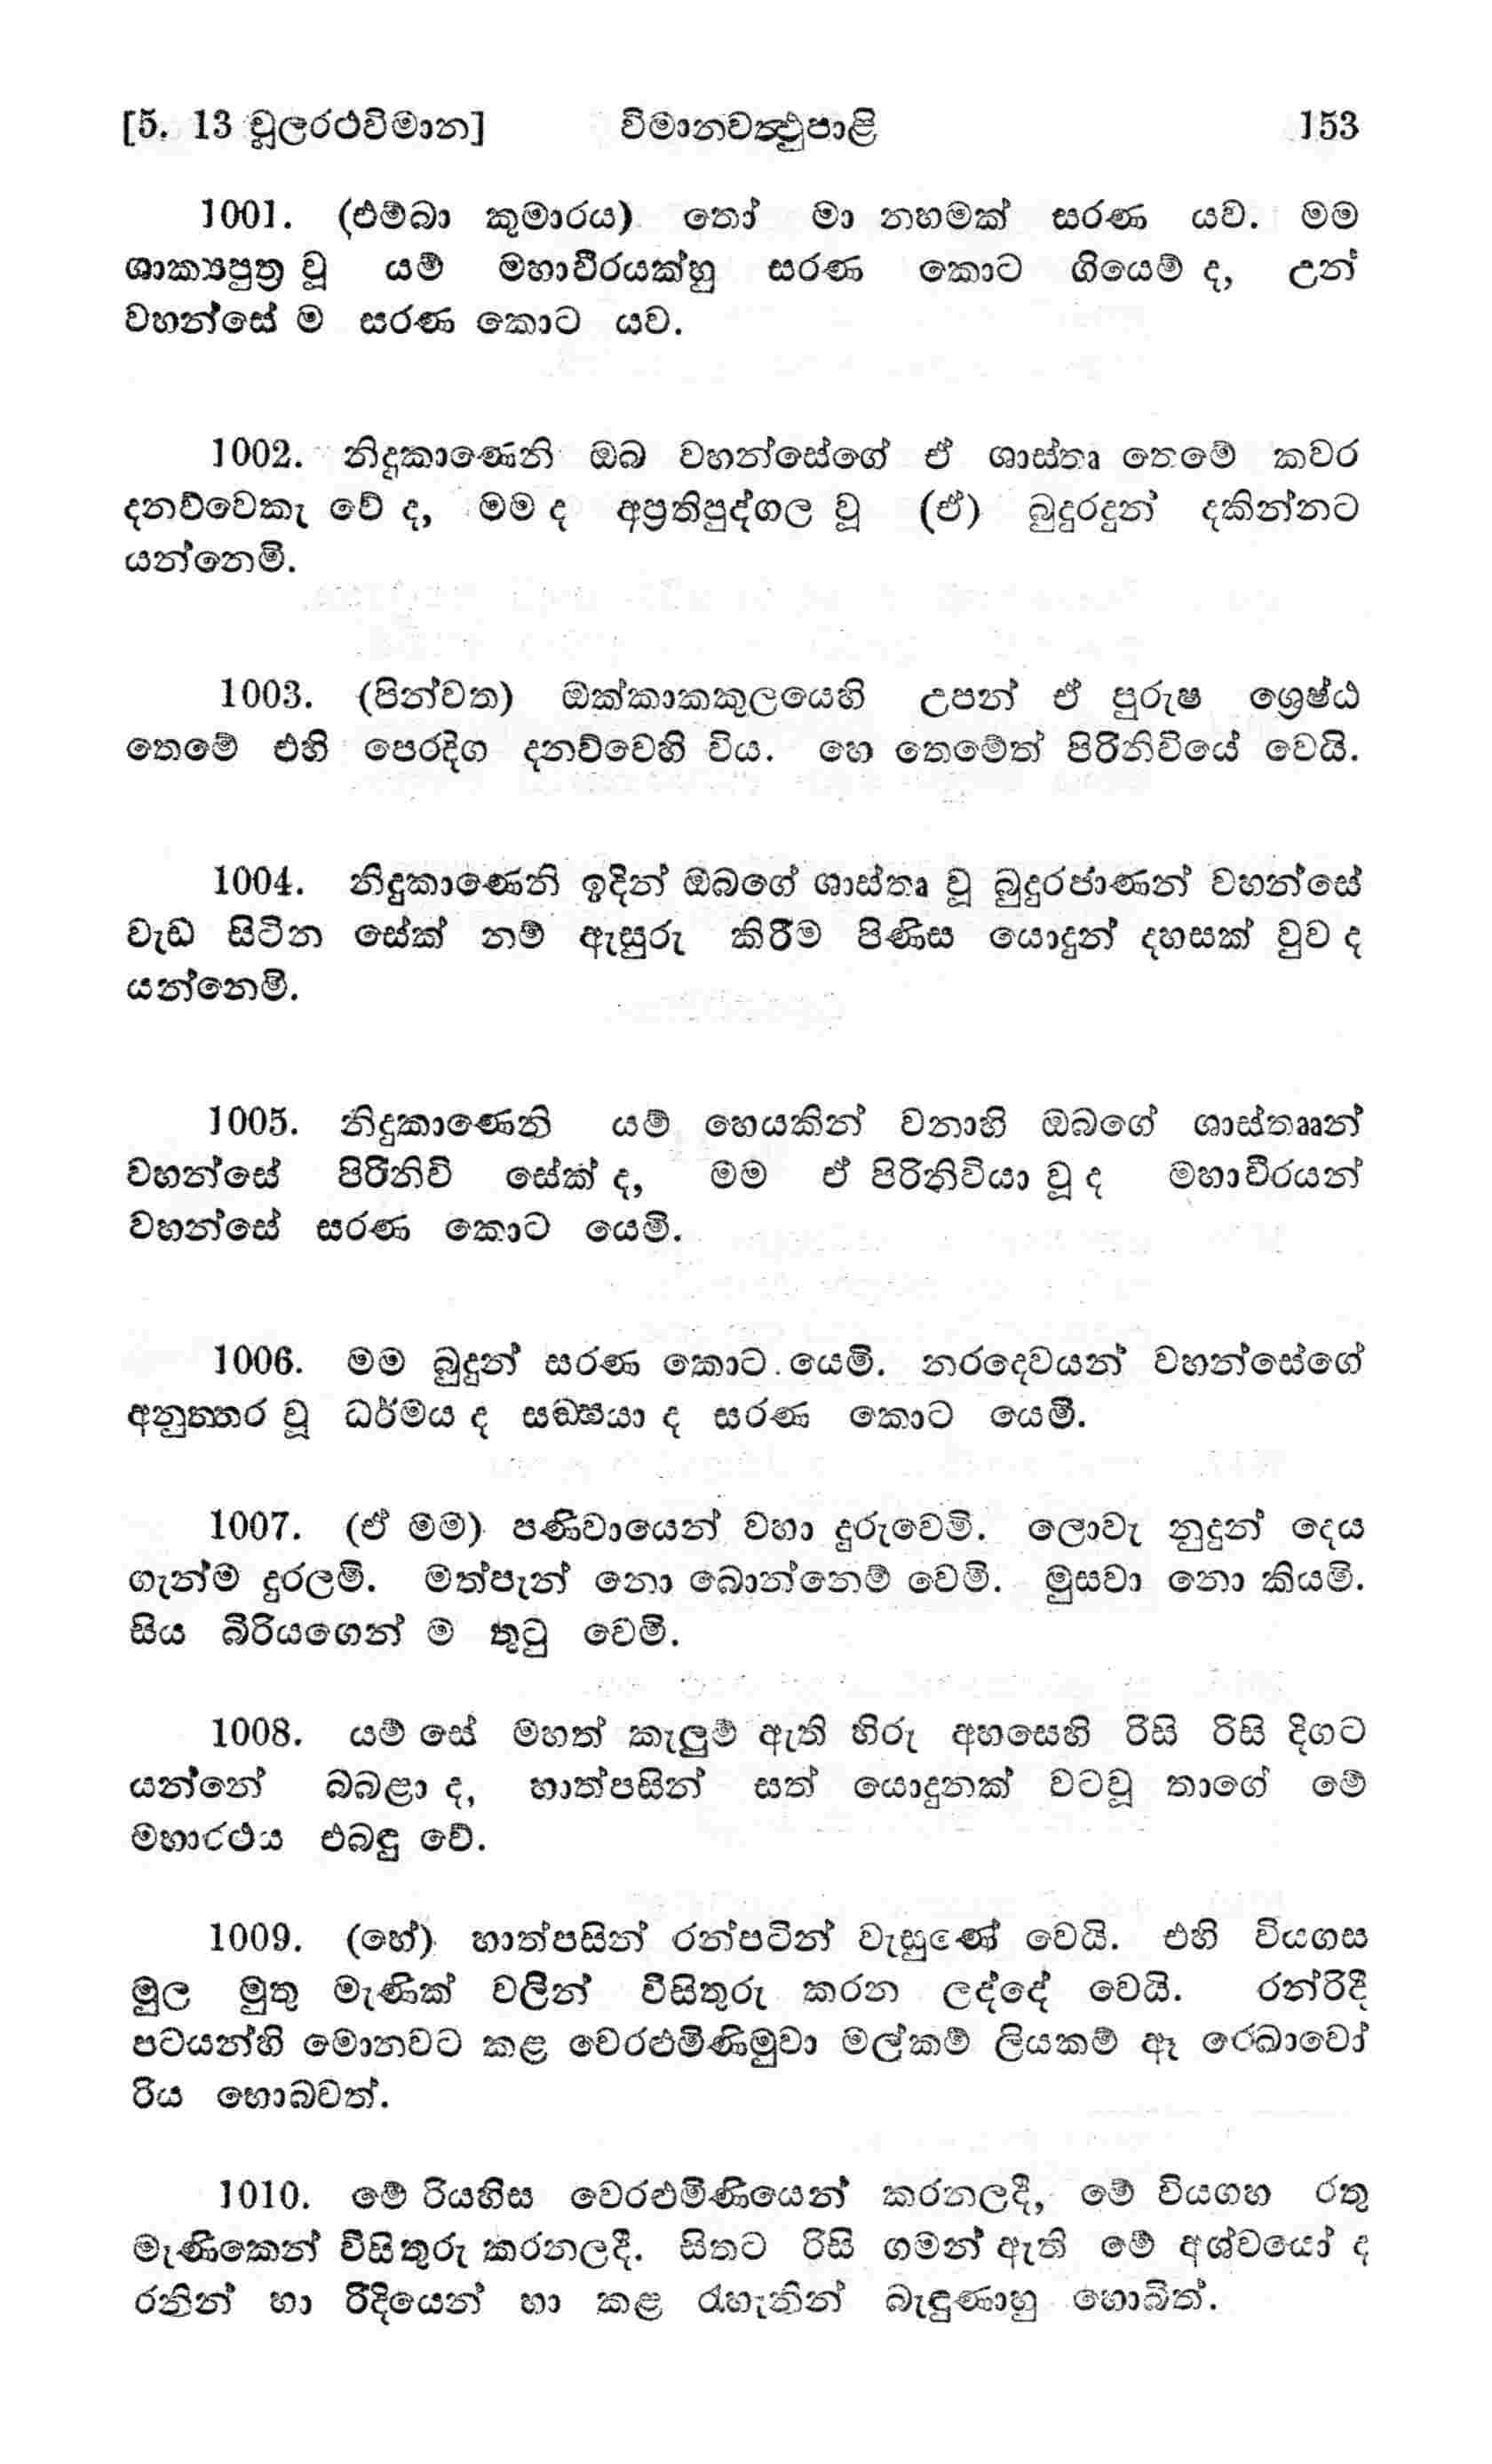 [5. 13 චූලරථවිමාන] විමානවත්‍ථුපාළි 153
1001. (එම්බා කුමාරය) තෝ මා නහමක් සරණ යව. මම
ශාක්‍යපුත්‍ර වූ යම් මහාවීරයක්හු සරණ කොට ගියෙම් ද, උන්
වහන්සේ ම සරණ කොට යව.
1002. නිදුකාණෙනි ඔබ වහන්සේගේ ඒ ශාස්තෘ තෙමේ කවර
දනව්වෙකැ වේ ද, මම ද අප්‍රතිපුද්ගල වූ (ඒ) බුදුරදුන් දකින්නට
යන්නෙමි.
1003. (පින්වත) ඔක්කාකකුලයෙහි උපන් ඒ පුරුෂ ශ්‍රෙෂ්ඨ
තෙමේ එහි පෙරදිග දනව්වෙහි විය. හෙ තෙමේත් පිරිනිවියේ වෙයි.
1004. නිදුකාණෙනි ඉදින් ඔබගේ ශාස්තෘ වූ බුදුරජාණන් වහන්සේ
වැඩ සිටින සේක් නම් ඇසුරු කිරීම පිණිස යොදුන් දහසක් වුව ද
යන්නෙමි.
1005. නිදුකාණෙනි යම් හෙයකින් වනාහි ඔබගේ ශාස්තෲන්
වහන්සේ පිරිනිවි සේක් ද, මම ඒ පිරිනිවියා වූ ද මහාවීරයන්
වහන්සේ සරණ කොට යෙමි.
1006. මම බුදුන් සරණ කොට යෙමි. නරදෙවයන් වහන්සේගේ
අනුත්තර වූ ධර්මය ද සඞ්ඝයා ද සරණ කොට යෙමි.
1007. (ඒ මම) පණිවායෙන් වහා දුරුවෙමි. ලොවැ නුදුන් දෙය
ගැන්ම දුරලමි. මත්පැන් නො බොන්නෙම් වෙමි. මුසවා නො කියමි.
සිය බිරියගෙන් ම තුටු වෙමි.
1008. යම් සේ මහත් කැලුම් ඇති හිරු අහසෙහි රිසි රිසි දිගට
යන්නේ බබළා ද, හාත්පසින් සත් යොදුනක් වටවූ තාගේ මේ
මහාරථය එබඳු වේ.
1009. (හේ) හාත්පසින් රන්පටින් වැසුණේ වෙයි. එහි වියගස
මුල මුතු මැණික් වලින් විසිතුරු කරන ලද්දේ වෙයි. රන්රිදී
පටයන්හි මොනවට කළ වෙරළුමිණිමුවා මල්කම් ලියකම් ඈ රෙඛාවෝ
රිය හොබවත්.
1010. මේ රියහිස වෙරළුමිණියෙන් කරනලදී, මේ වියගහ රතු
මැණිකෙන් විසිතුරු කරනලදී. සිතට රිසි ගමන් ඇති මේ අශ්වයෝ ද
රනින් හා රිදියෙන් හා කළ රැහැනින් බැඳුණාහු හොබිත්.